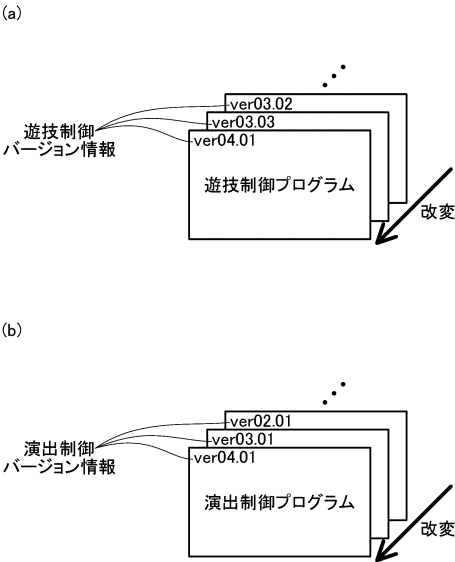 (a)
ver03.02
ver03.03
ver04.01
遊技制御
バージョン情報
遊技制御プログラム
改変
(b)
ver02.01
ver03.01
ver04.01
演出制御
バージョン情報
演出制御プログラム
改変